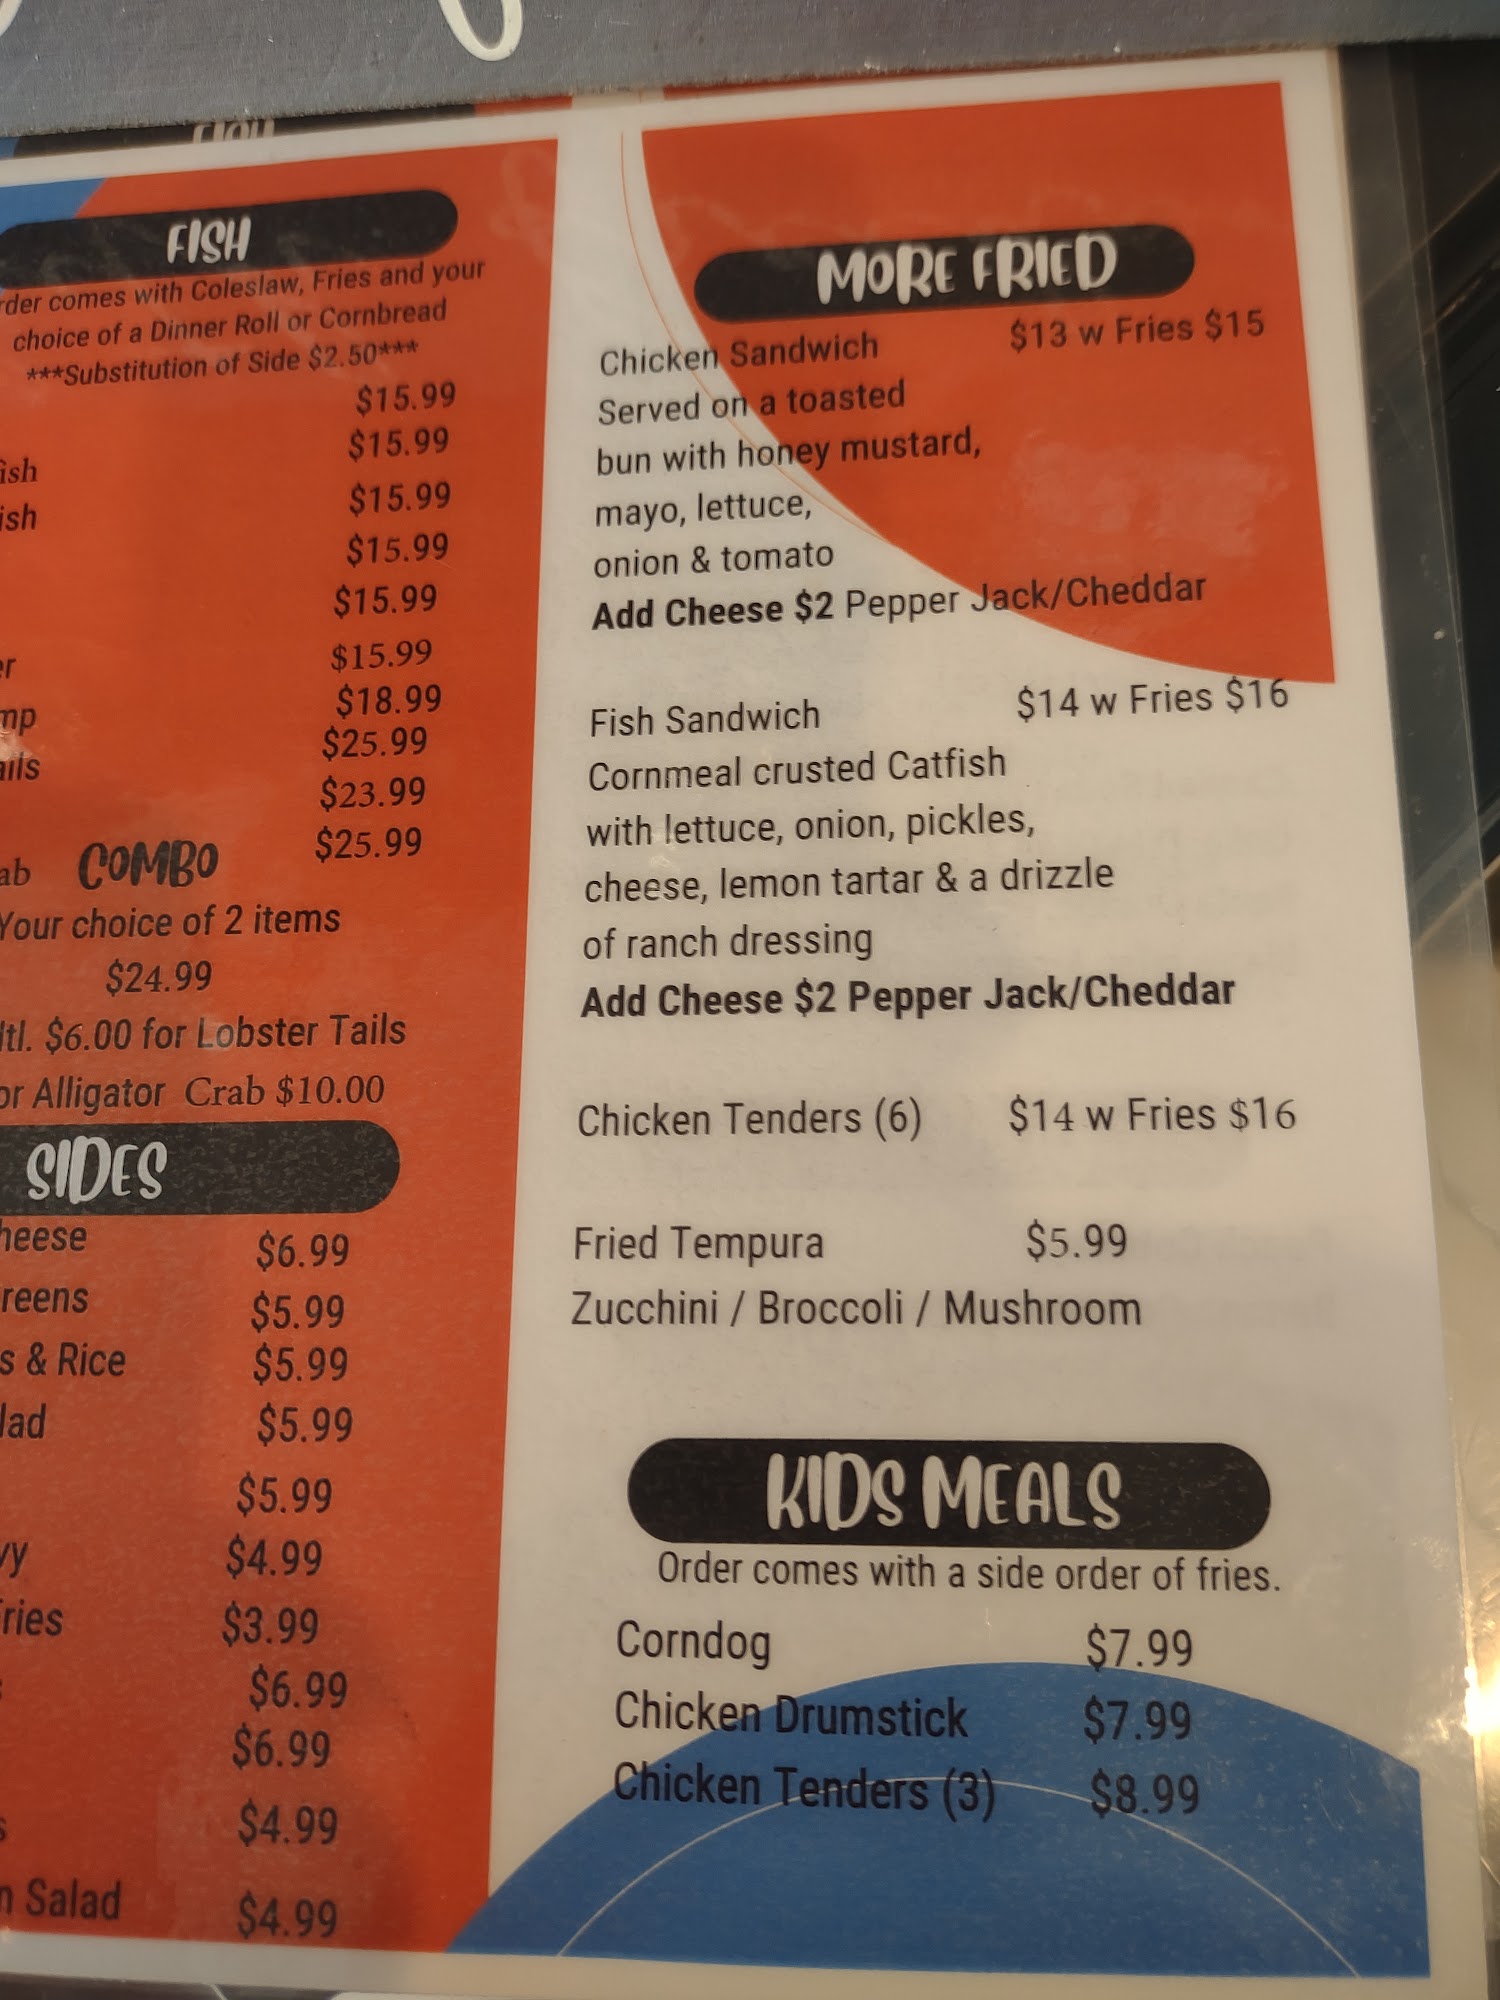 FISH
comes with Coleslaw, Fries and your
choice of a Dinner Roll or Cornbread
***Substitution of Side $2.50***
$15.99
$15.99
$15.99
$15.99
$15.99
$15.99
$18.99
$25.99
$23.99
$25.99
COMBO
Your choice of 2 items
$24.99
$6.00 for Lobster Tails
or Alligator Crab $10.00
SIDES
$6.99
$5.99
& Rice $5.99
$5.99
$5.99
$4.99
$3.99
$6.99
$6.99
$4.99
Salad $4.99
MORE FRIED
Chicken Sandwich $13 w Fries $15
Served on a toasted
bun with honey mustard,
mayo, lettuce,
onion & tomato
Add Cheese $2 Pepper Jack/Cheddar
Fish Sandwich $14 w Fries $16
Cornmeal crusted Catfish
with lettuce, onion, pickles,
cheese, lemon tartar & a drizzle
of ranch dressing
Add Cheese $2 Pepper Jack/Cheddar
Chicken Tenders (6) $14 w Fries $16
Fried Tempura $5.99
Zucchini / Broccoli / Mushroom
KIDS MEALS
Order comes with a side order of fries.
Corndog $7.99
Chicken Drumstick $7.99
Chicken Tenders (3) $8.99